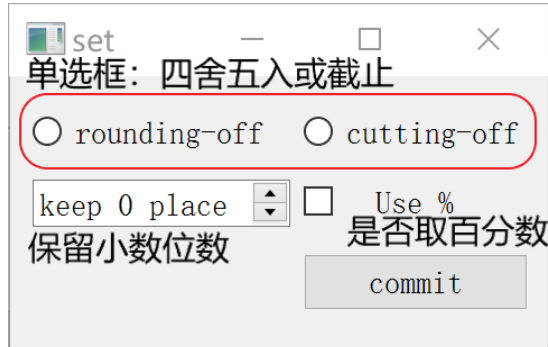 set
单选框：四舍五入或截止
rounding-off cutting-off
keep 0 place Use %
保留小数位数 是否取百分数
commit